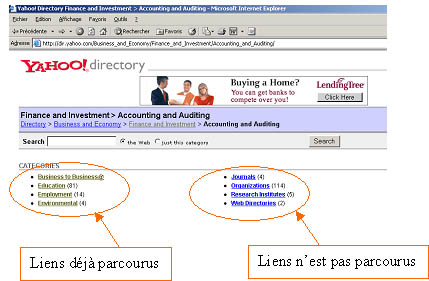 Yahoo! Directory Finance and Investment > Accounting and Auditing - Microsoft Internet Explorer
Fichier Edition Affichage Favoris Outils ?
Précédente Rechercher Favoris
Adresse http://dir.yahoo.com/Business_and_Economy/Finance_and_Investment/Accounting_and_Auditing/
YAHOO! directory
Buying a Home?
You can get banks to
compete over you!
LendingTree
Click Here
Finance and Investment > Accounting and Auditing
Directory > Business and Economy > Finance and Investment > Accounting and Auditing
Search the Web just this category Search
CATEGORIES
Business to Business@
Education (81)
Employment (14)
Environmental (4)
Journals (4)
Organizations (114)
Research Institutes (5)
Web Directories (2)
Liens déjà parcourus
Liens n'est pas parcourus